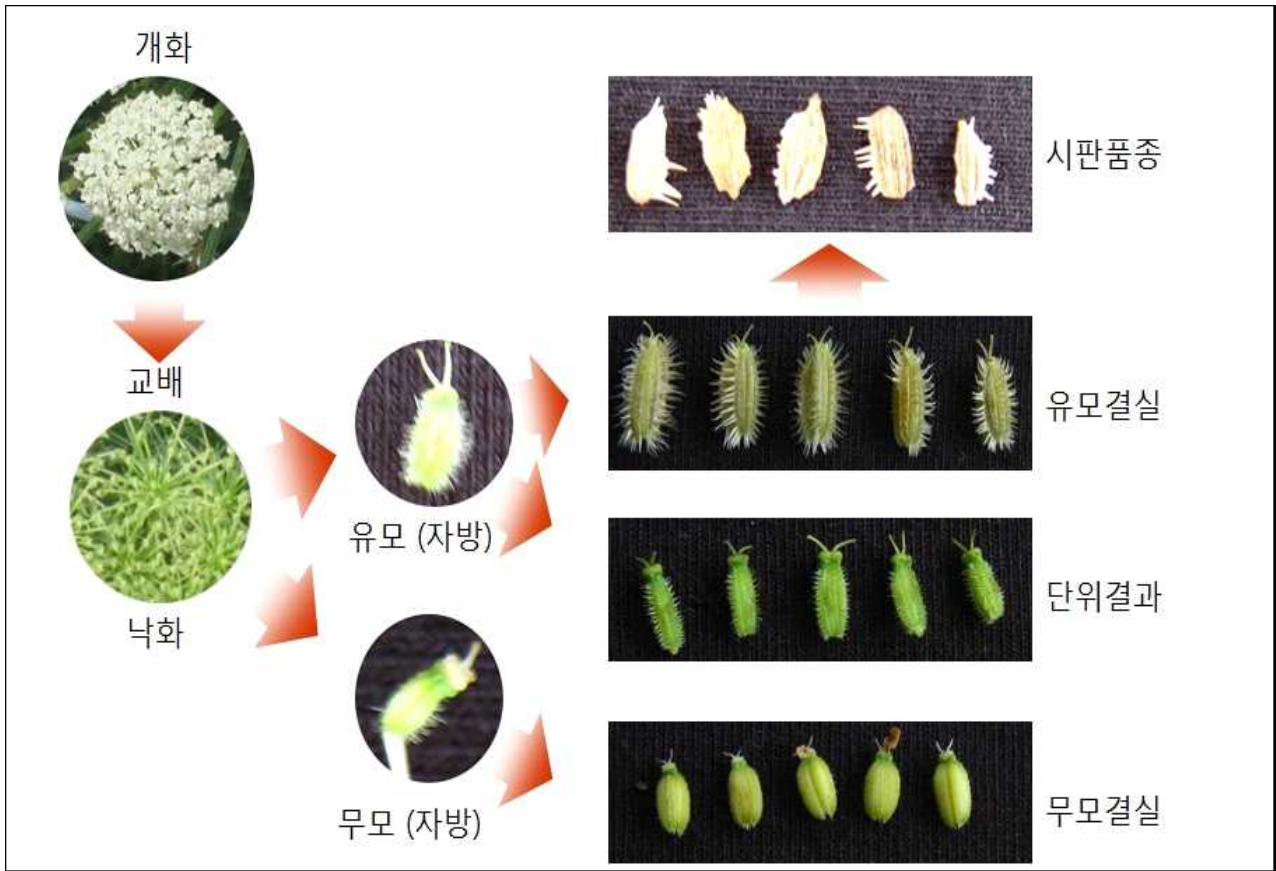 개화
교배
낙화
유모 (자방)
무모 (자방)
시판품종
유모결실
단위결과
무모결실